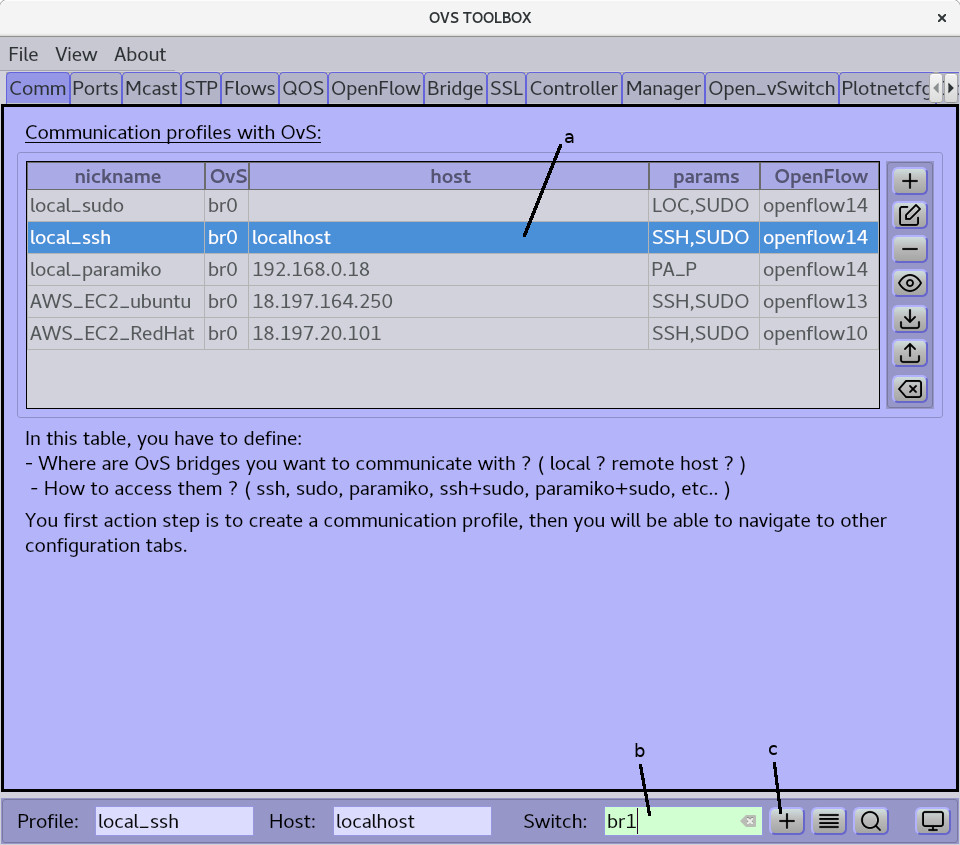 OVS TOOLBOX ×
File View About
Comm Ports Mcast STP Flows QOS OpenFlow Bridge SSL Controller Manager Open_vSwitch Plotnetcfg
Communication profiles with OvS:
a
nickname OvS host params OpenFlow
local_sudo br0 LOC,SUDO openflow14
local_ssh br0 localhost SSH,SUDO openflow14
local_paramiko br0 192.168.0.18 PA_P openflow14
AWS_EC2_ubuntu br0 18.197.164.250 SSH,SUDO openflow13
AWS_EC2_RedHat br0 18.197.20.101 SSH,SUDO openflow10
In this table, you have to define:
- Where are OvS bridges you want to communicate with ? ( local ? remote host ? )
- How to access them ? ( ssh, sudo, paramiko, ssh+sudo, paramiko+sudo, etc.. )
You first action step is to create a communication profile, then you will be able to navigate to other
configuration tabs.
b c
Profile: local_ssh Host: localhost Switch: br1